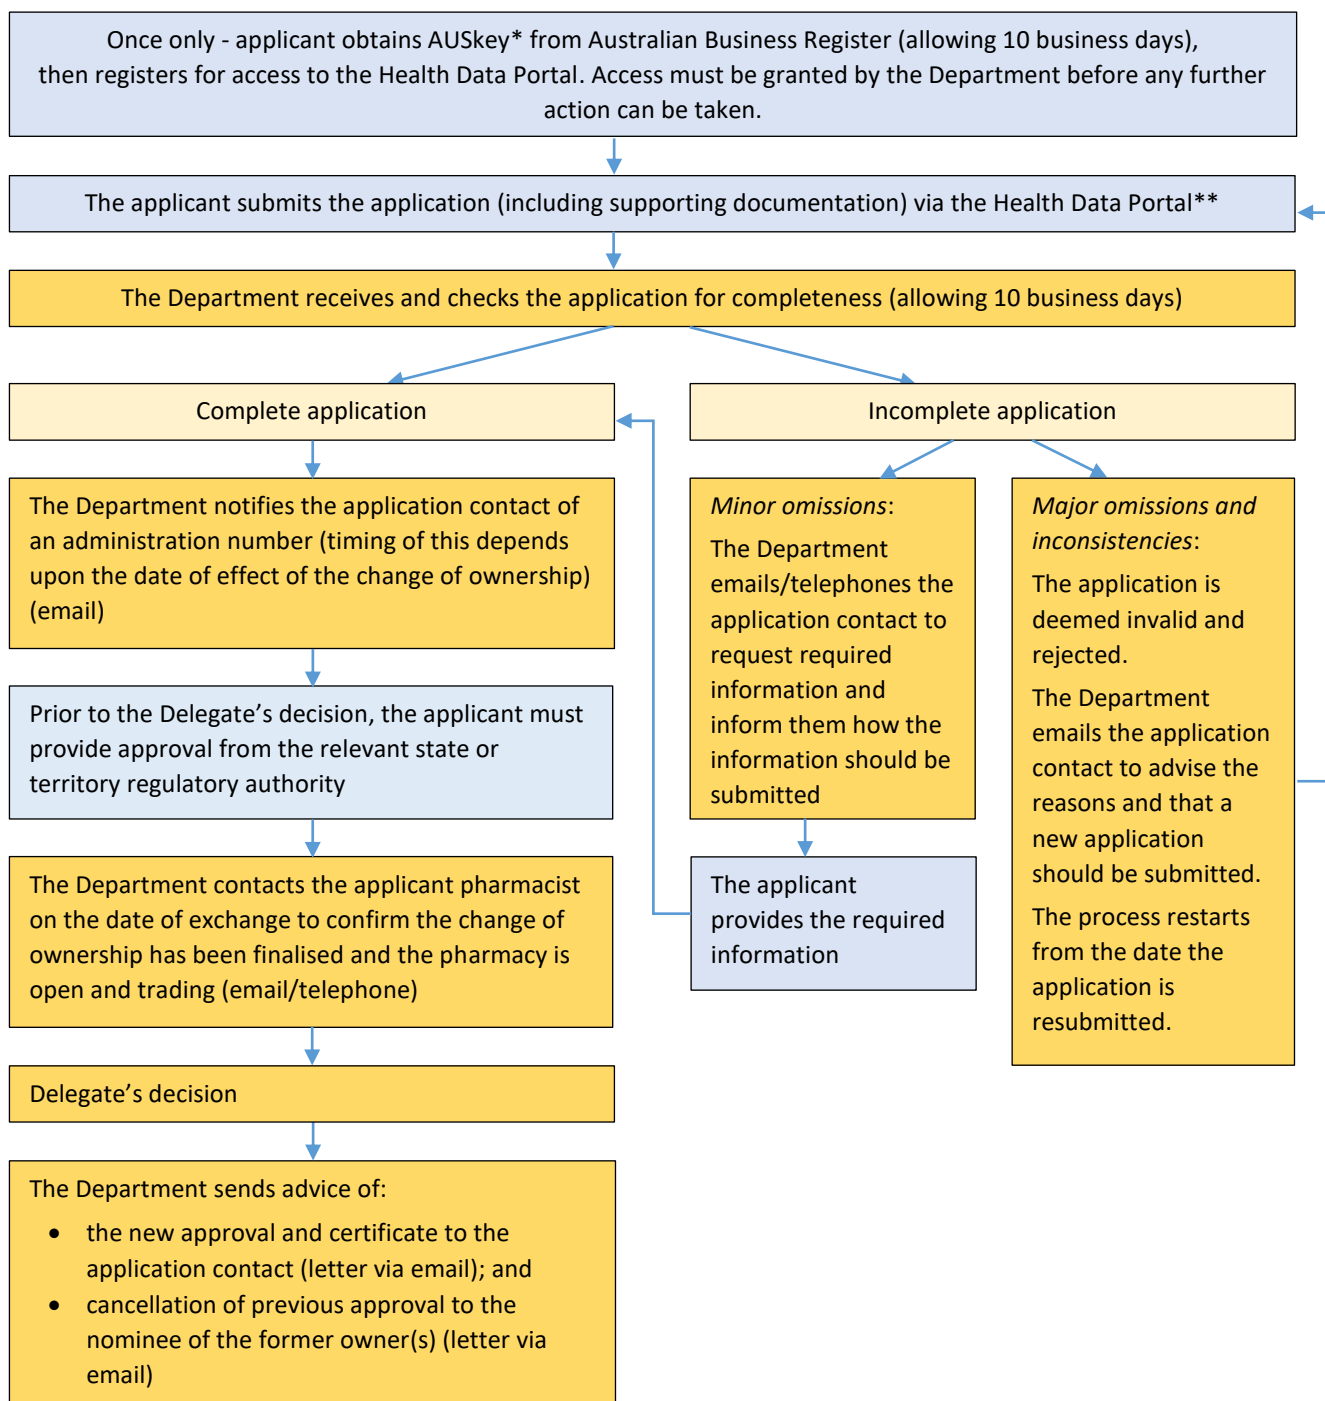 Once only - applicant obtains AUSkey* from Australian Business Register (allowing 10 business days),
then registers for access to the Health Data Portal. Access must be granted by the Department before any further
action can be taken.
The applicant submits the application (including supporting documentation) via the Health Data Portal**
The Department receives and checks the application for completeness (allowing 10 business days)
Complete application
The Department notifies the application contact of
an administration number (timing of this depends
upon the date of effect of the change of ownership)
(email)
Prior to the Delegate’s decision, the applicant must
provide approval from the relevant state or
territory regulatory authority
The Department contacts the applicant pharmacist
on the date of exchange to confirm the change of
ownership has been finalised and the pharmacy is
open and trading (email/telephone)
Delegate’s decision
The Department sends advice of:
• the new approval and certificate to the
application contact (letter via email); and
• cancellation of previous approval to the
nominee of the former owner(s) (letter via
email)
Incomplete application
Minor omissions:
The Department
emails/telephones the
application contact to
request required
information and
inform them how the
information should be
submitted
The applicant
provides the required
information
Major omissions and
inconsistencies:
The application is
deemed invalid and
rejected.
The Department
emails the application
contact to advise the
reasons and that a
new application
should be submitted.
The process restarts
from the date the
application is
resubmitted.